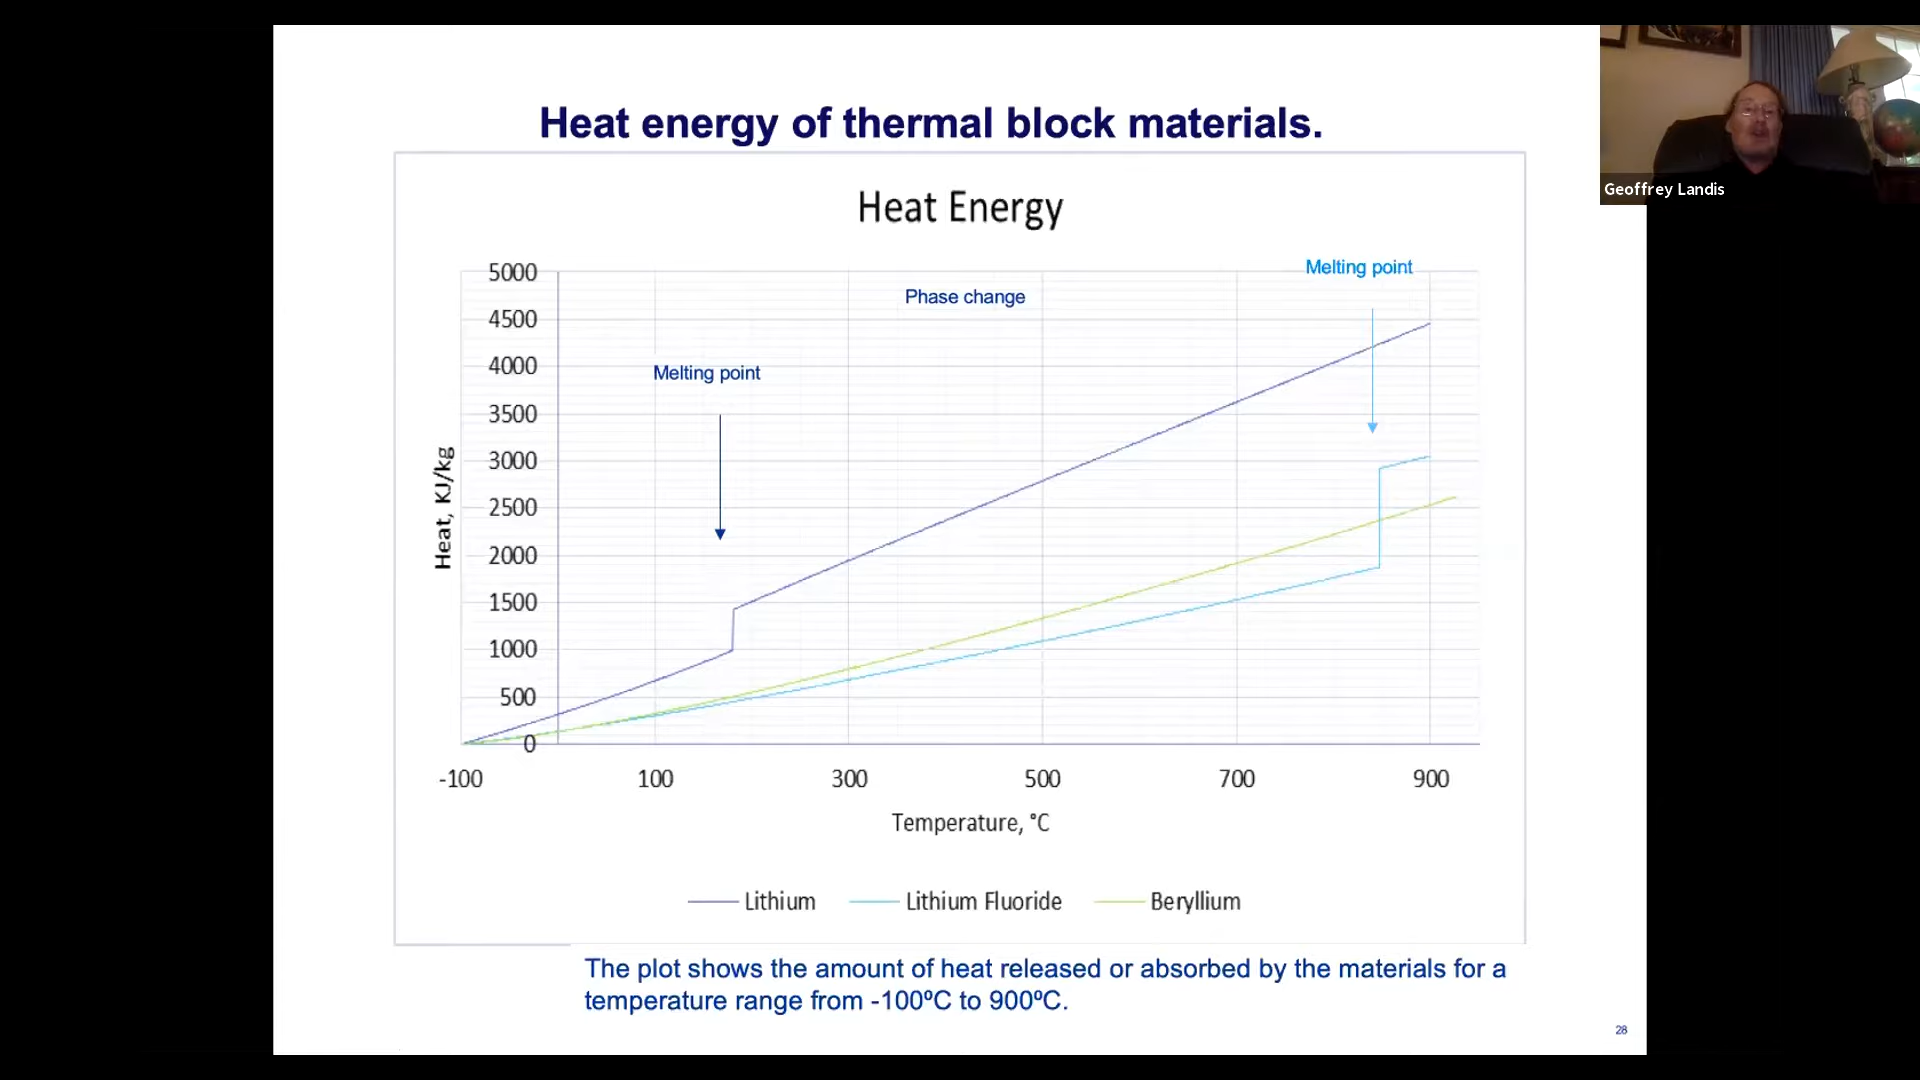 Heat energy of thermal block materials.
Geoffrey Landis
Heat Energy
Melting point
Phase change
Melting point
5000
4500
4000
3500
3000
2500
2000
1500
1000
500
0
Heat, KJ/kg
-100 100 300 500 700 900
Temperature, °C
Lithium Lithium Fluoride Beryllium
The plot shows the amount of heat released or absorbed by the materials for a
temperature range from -100ºC to 900ºC.
28